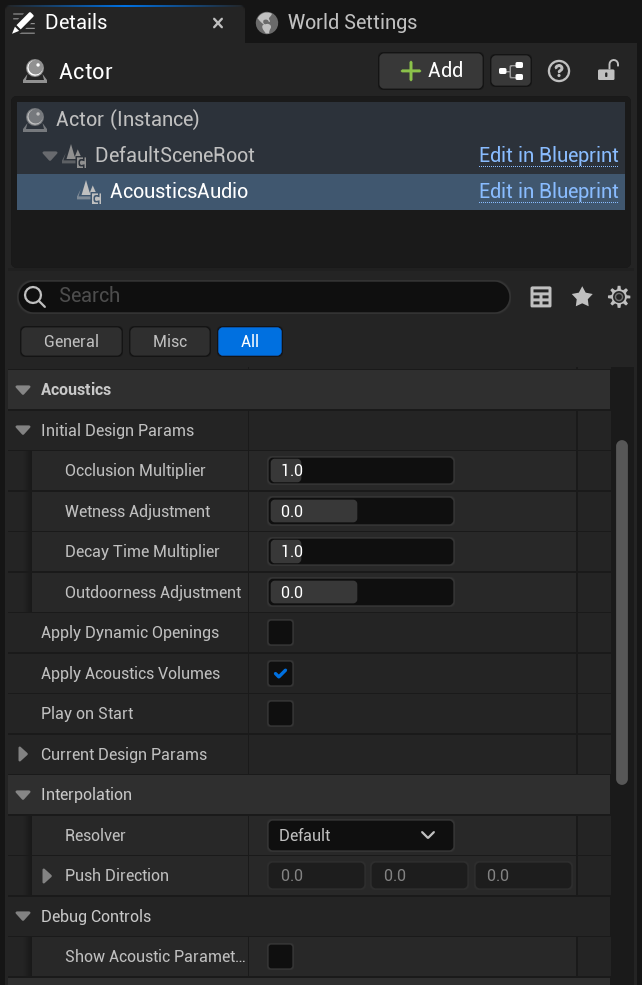 Details
World Settings
Actor
Add
Actor (Instance)
DefaultSceneRoot Edit in Blueprint
AcousticsAudio Edit in Blueprint
Search
General Misc All
Acoustics
Initial Design Params
Occlusion Multiplier 1.0
Wetness Adjustment 0.0
Decay Time Multiplier 1.0
Outdoorness Adjustment 0.0
Apply Dynamic Openings
Apply Acoustics Volumes
Play on Start
Current Design Params
Interpolation
Resolver Default
Push Direction 0.0 0.0 0.0
Debug Controls
Show Acoustic Paramet...